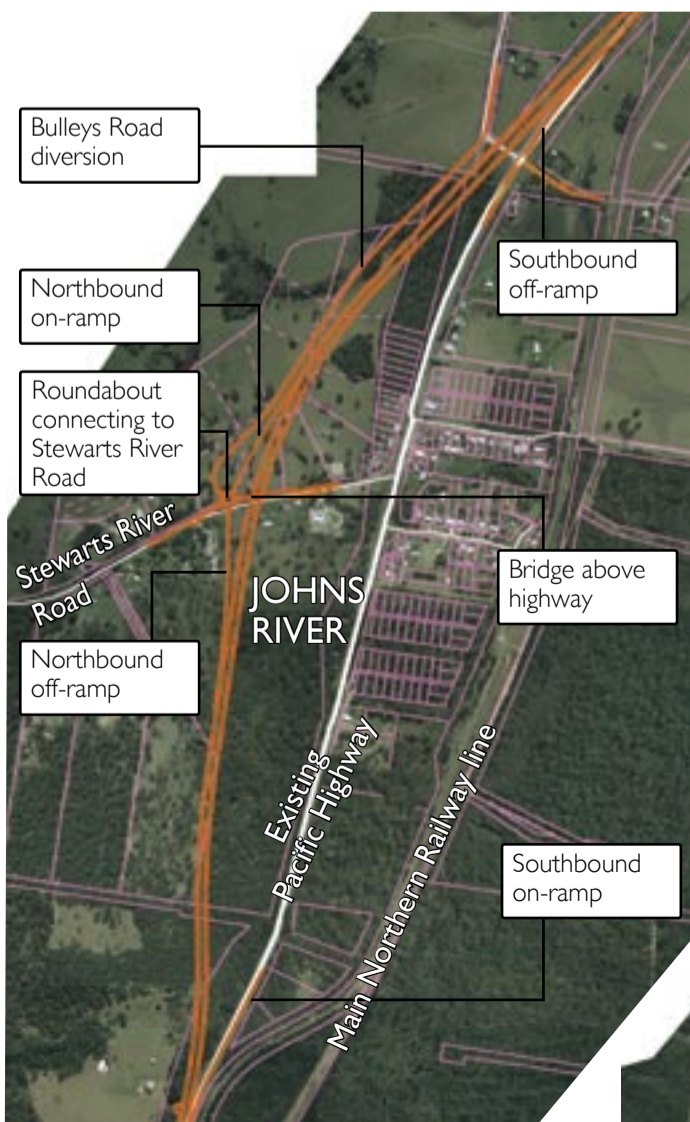 Bulleys Road
diversion
Southbound
off-ramp
Northbound
on-ramp
Roundabout
connecting to
Stewarts River
Road
Stewarts River
Road
JOHNS
RIVER
Bridge above
highway
Northbound
off-ramp
Existing
Pacific Highway
Main Northern Railway line
Southbound
on-ramp